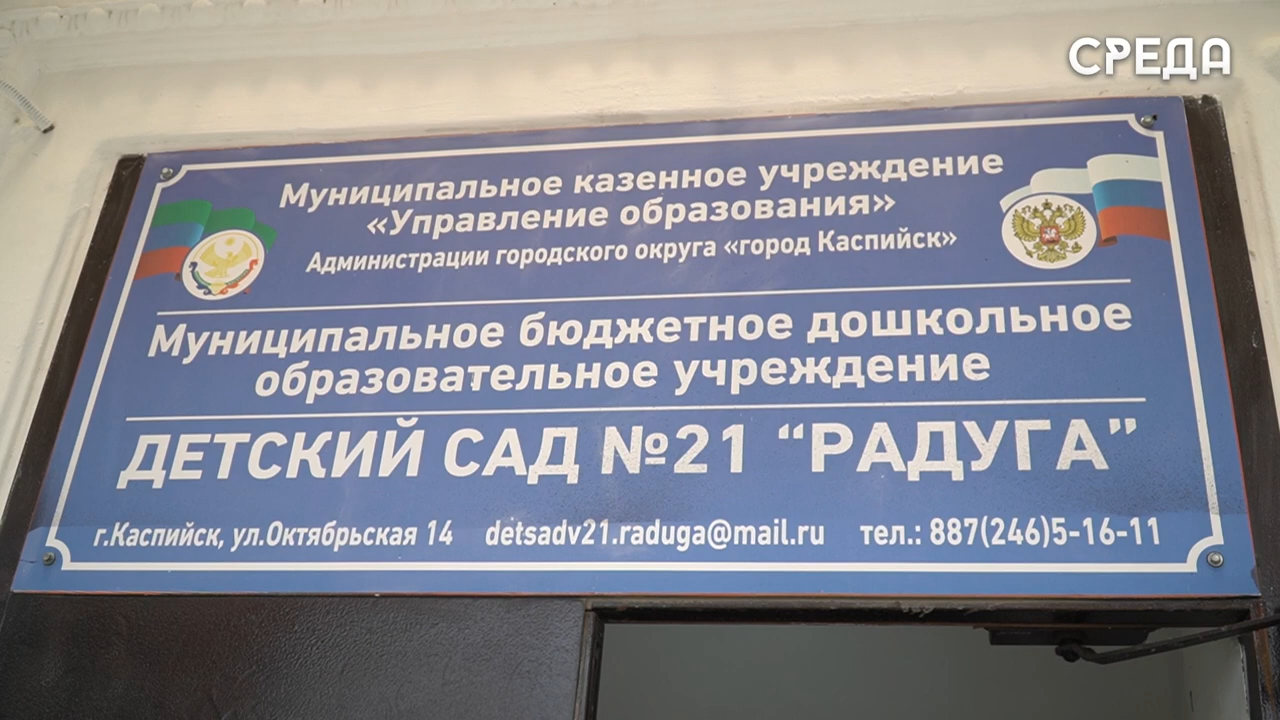 СРЕДА
Муниципальное казенное учреждение
«Управление образования»
Администрации городского округа «город Каспийск»
Муниципальное бюджетное дошкольное
образовательное учреждение
ДЕТСКИЙ САД №21 “РАДУГА”
г.Каспийск, ул.Октябрьская 14 detsadv21.raduga@mail.ru тел.: 887(246)5-16-11